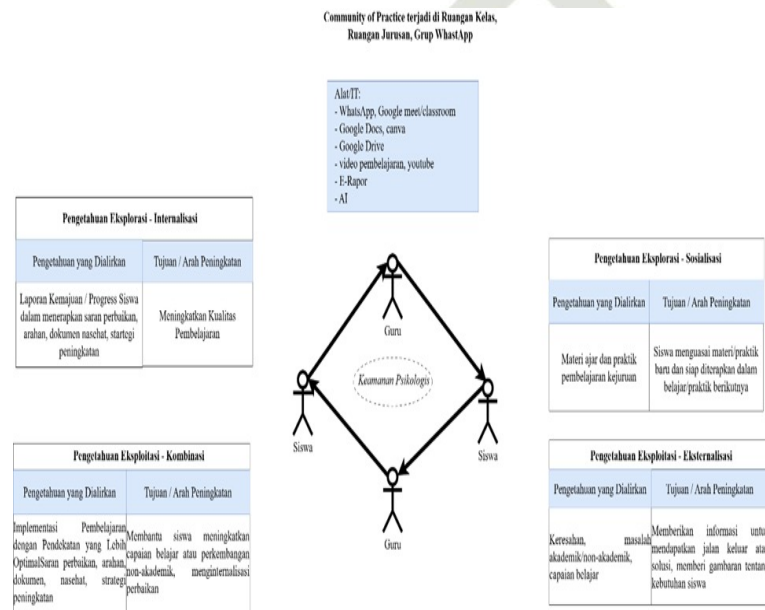 Community of Practice terjadi di Ruangan Kelas,
Ruangan Jurusan, Grup WhastApp
Alat/IT:
- WhatsApp, Google meet/classroom
- Google Docs, canva
- Google Drive
- video pembelajaran, youtube
- E-Rapor
- AI
Pengetahuan Eksplorasi - Internalisasi
Pengetahuan yang Dialirkan
Tujuan / Arah Peningkatan
Laporan Kemajuan / Progress Siswa
dalam menerapkan saran perbaikan,
arahan, dokumen nasehat, startegi
peningkatan
Meningkatkan Kualitas
Pembelajaran
Pengetahuan Eksplorasi - Sosialisasi
Pengetahuan yang Dialirkan
Tujuan / Arah Peningkatan
Materi ajar dan praktik
pembelajaran kejuruan
Siswa menguasai materi/praktik
baru dan siap diterapkan dalam
belajar/praktik berikutnya
Guru
Keamanan Psikologis
Siswa
Siswa
Guru
Pengetahuan Eksploitasi - Kombinasi
Pengetahuan yang Dialirkan
Tujuan / Arah Peningkatan
Implementasi Pembelajaran
dengan Pendekatan yang Lebih
OptimalSaran perbaikan, arahan,
dokumen, nasehat, strategi
peningkatan
Membantu siswa meningkatkan
capaian belajar atau perkembangan
non-akademik, menginternalisasi
perbaikan
Pengetahuan Eksploitasi - Eksternalisasi
Pengetahuan yang Dialirkan
Tujuan / Arah Peningkatan
Keresahan, masalah
akademik/non-akademik,
capaian belajar
Memberikan informasi untu
mendapatkan jalan keluar ata
solusi, memberi gambaran tentan
kebutuhan siswa